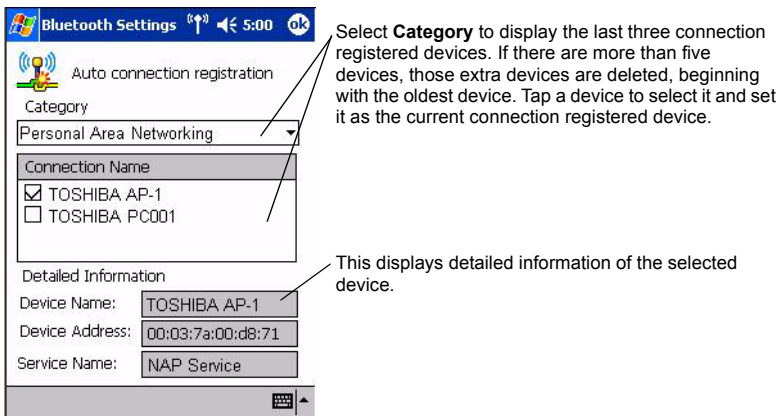 Bluetooth Settings 5:00 ok
Auto connection registration
Category
Personal Area Networking
Connection Name
TOSHIBA AP-1
TOSHIBA PC001
Detailed Information
Device Name: TOSHIBA AP-1
Device Address: 00:03:7a:00:d8:71
Service Name: NAP Service
Select Category to display the last three connection
registered devices. If there are more than five
devices, those extra devices are deleted, beginning
with the oldest device. Tap a device to select it and set
it as the current connection registered device.
This displays detailed information of the selected
device.